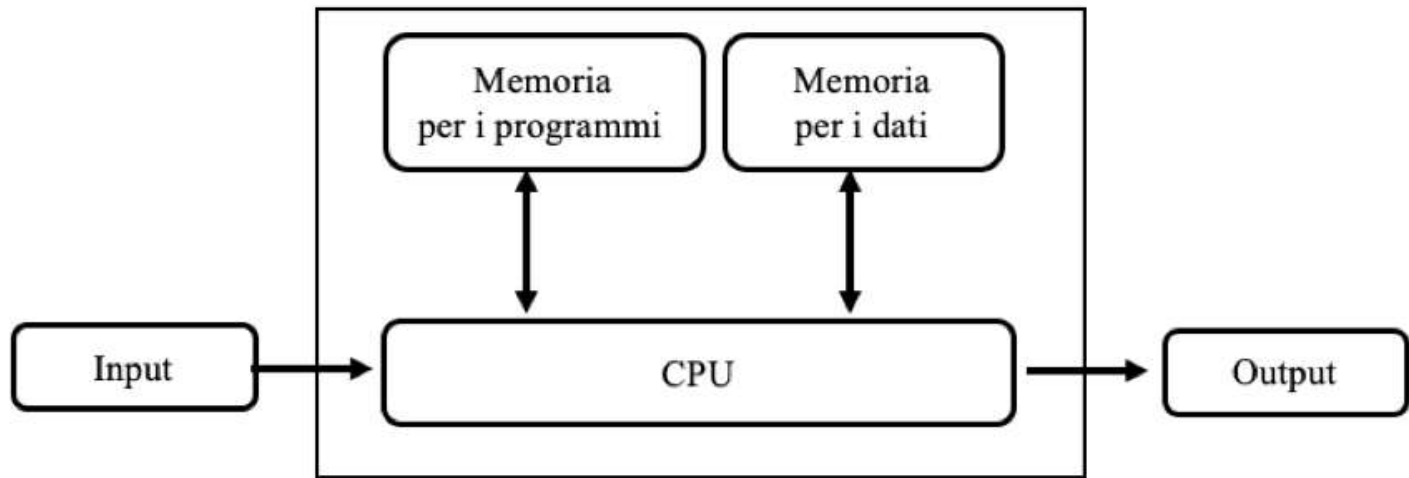 Memoria
per i programmi
Memoria
per i dati
Input
CPU
Output